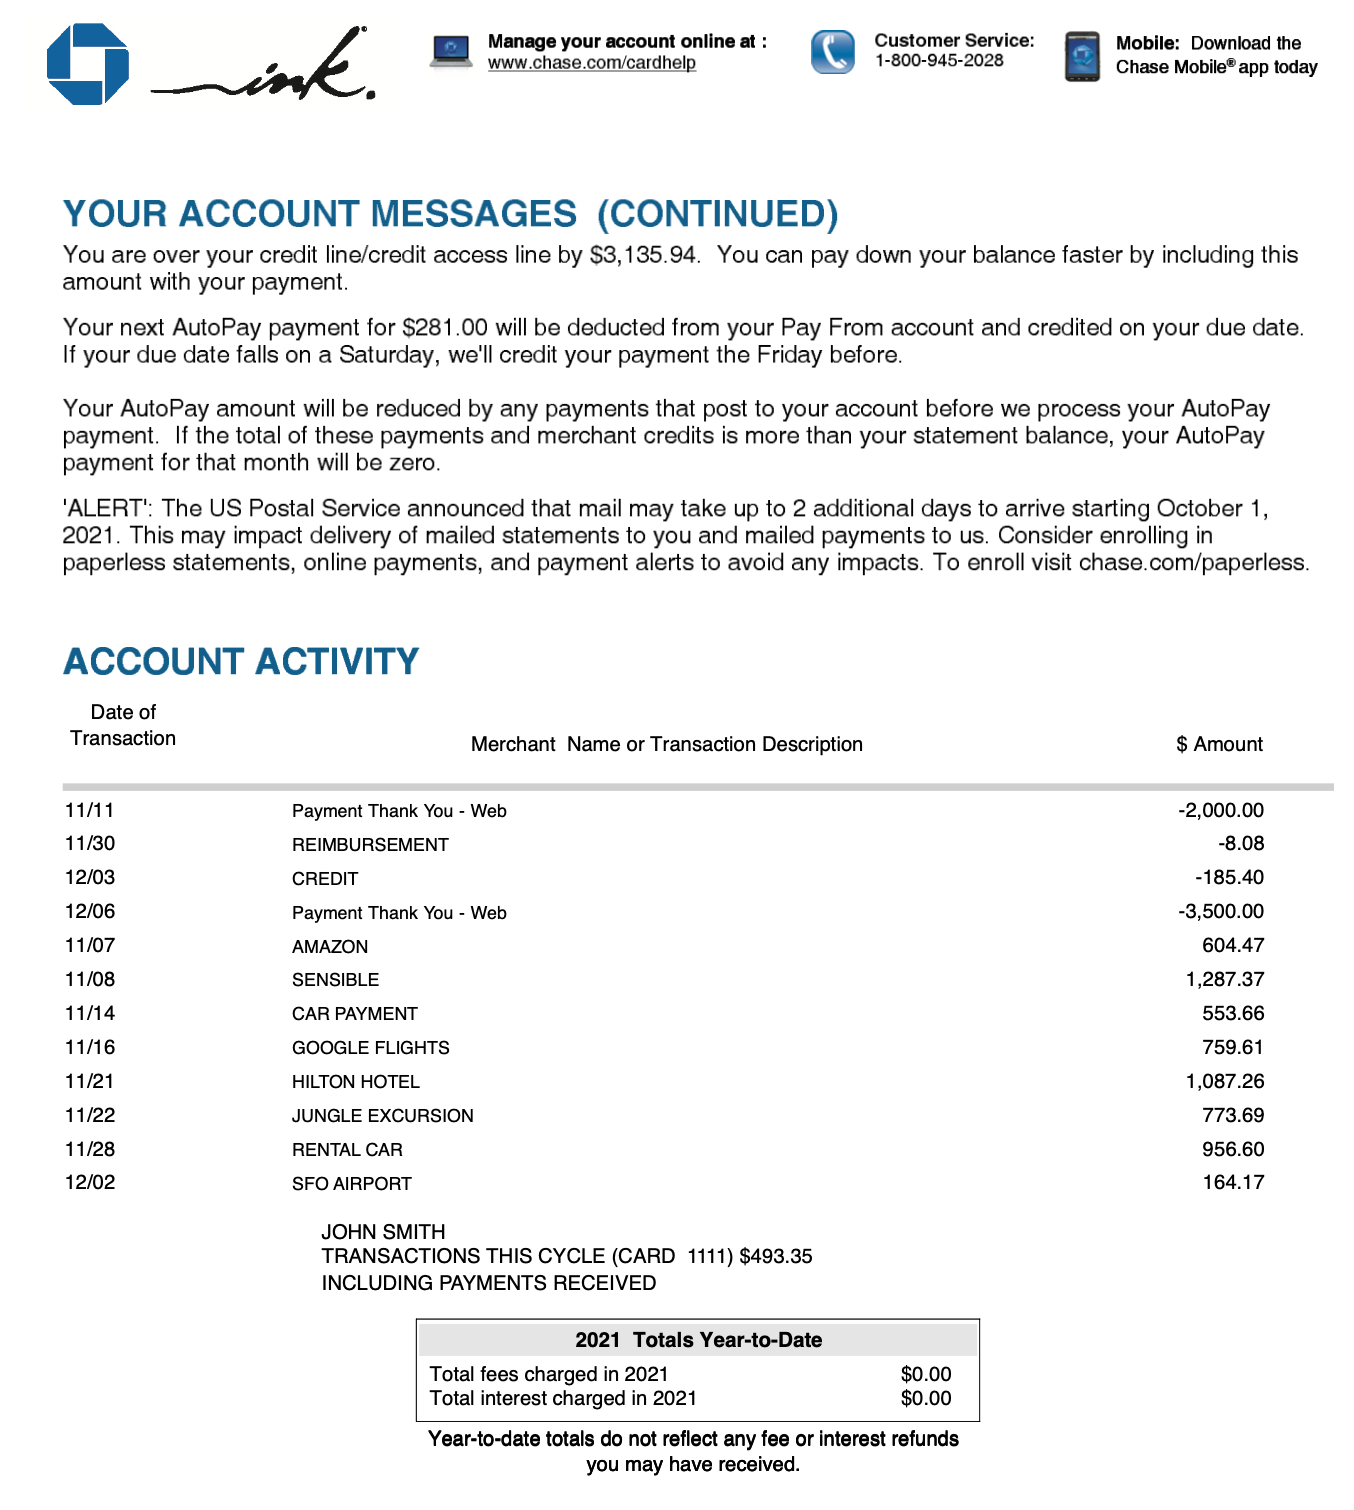 ink.
Manage your account online at :
www.chase.com/cardhelp
Customer Service:
1-800-945-2028
Mobile:  Download the
Chase Mobile® app today
YOUR ACCOUNT MESSAGES  (CONTINUED)
You are over your credit line/credit access line by $3,135.94.  You can pay down your balance faster by including this
amount with your payment.
Your next AutoPay payment for $281.00 will be deducted from your Pay From account and credited on your due date.
If your due date falls on a Saturday, we'll credit your payment the Friday before.
Your AutoPay amount will be reduced by any payments that post to your account before we process your AutoPay
payment.  If the total of these payments and merchant credits is more than your statement balance, your AutoPay
payment for that month will be zero.
'ALERT': The US Postal Service announced that mail may take up to 2 additional days to arrive starting October 1,
2021. This may impact delivery of mailed statements to you and mailed payments to us. Consider enrolling in
paperless statements, online payments, and payment alerts to avoid any impacts. To enroll visit chase.com/paperless.
ACCOUNT ACTIVITY
Date of
Transaction
Merchant  Name or Transaction Description
$ Amount
11/11 Payment Thank You - Web -2,000.00
11/30 REIMBURSEMENT -8.08
12/03 CREDIT -185.40
12/06 Payment Thank You - Web -3,500.00
11/07 AMAZON 604.47
11/08 SENSIBLE 1,287.37
11/14 CAR PAYMENT 553.66
11/16 GOOGLE FLIGHTS 759.61
11/21 HILTON HOTEL 1,087.26
11/22 JUNGLE EXCURSION 773.69
11/28 RENTAL CAR 956.60
12/02 SFO AIRPORT 164.17
JOHN SMITH
TRANSACTIONS THIS CYCLE (CARD  1111) $493.35
INCLUDING PAYMENTS RECEIVED
2021  Totals Year-to-Date
Total fees charged in 2021 $0.00
Total interest charged in 2021 $0.00
Year-to-date totals do not reflect any fee or interest refunds
you may have received.